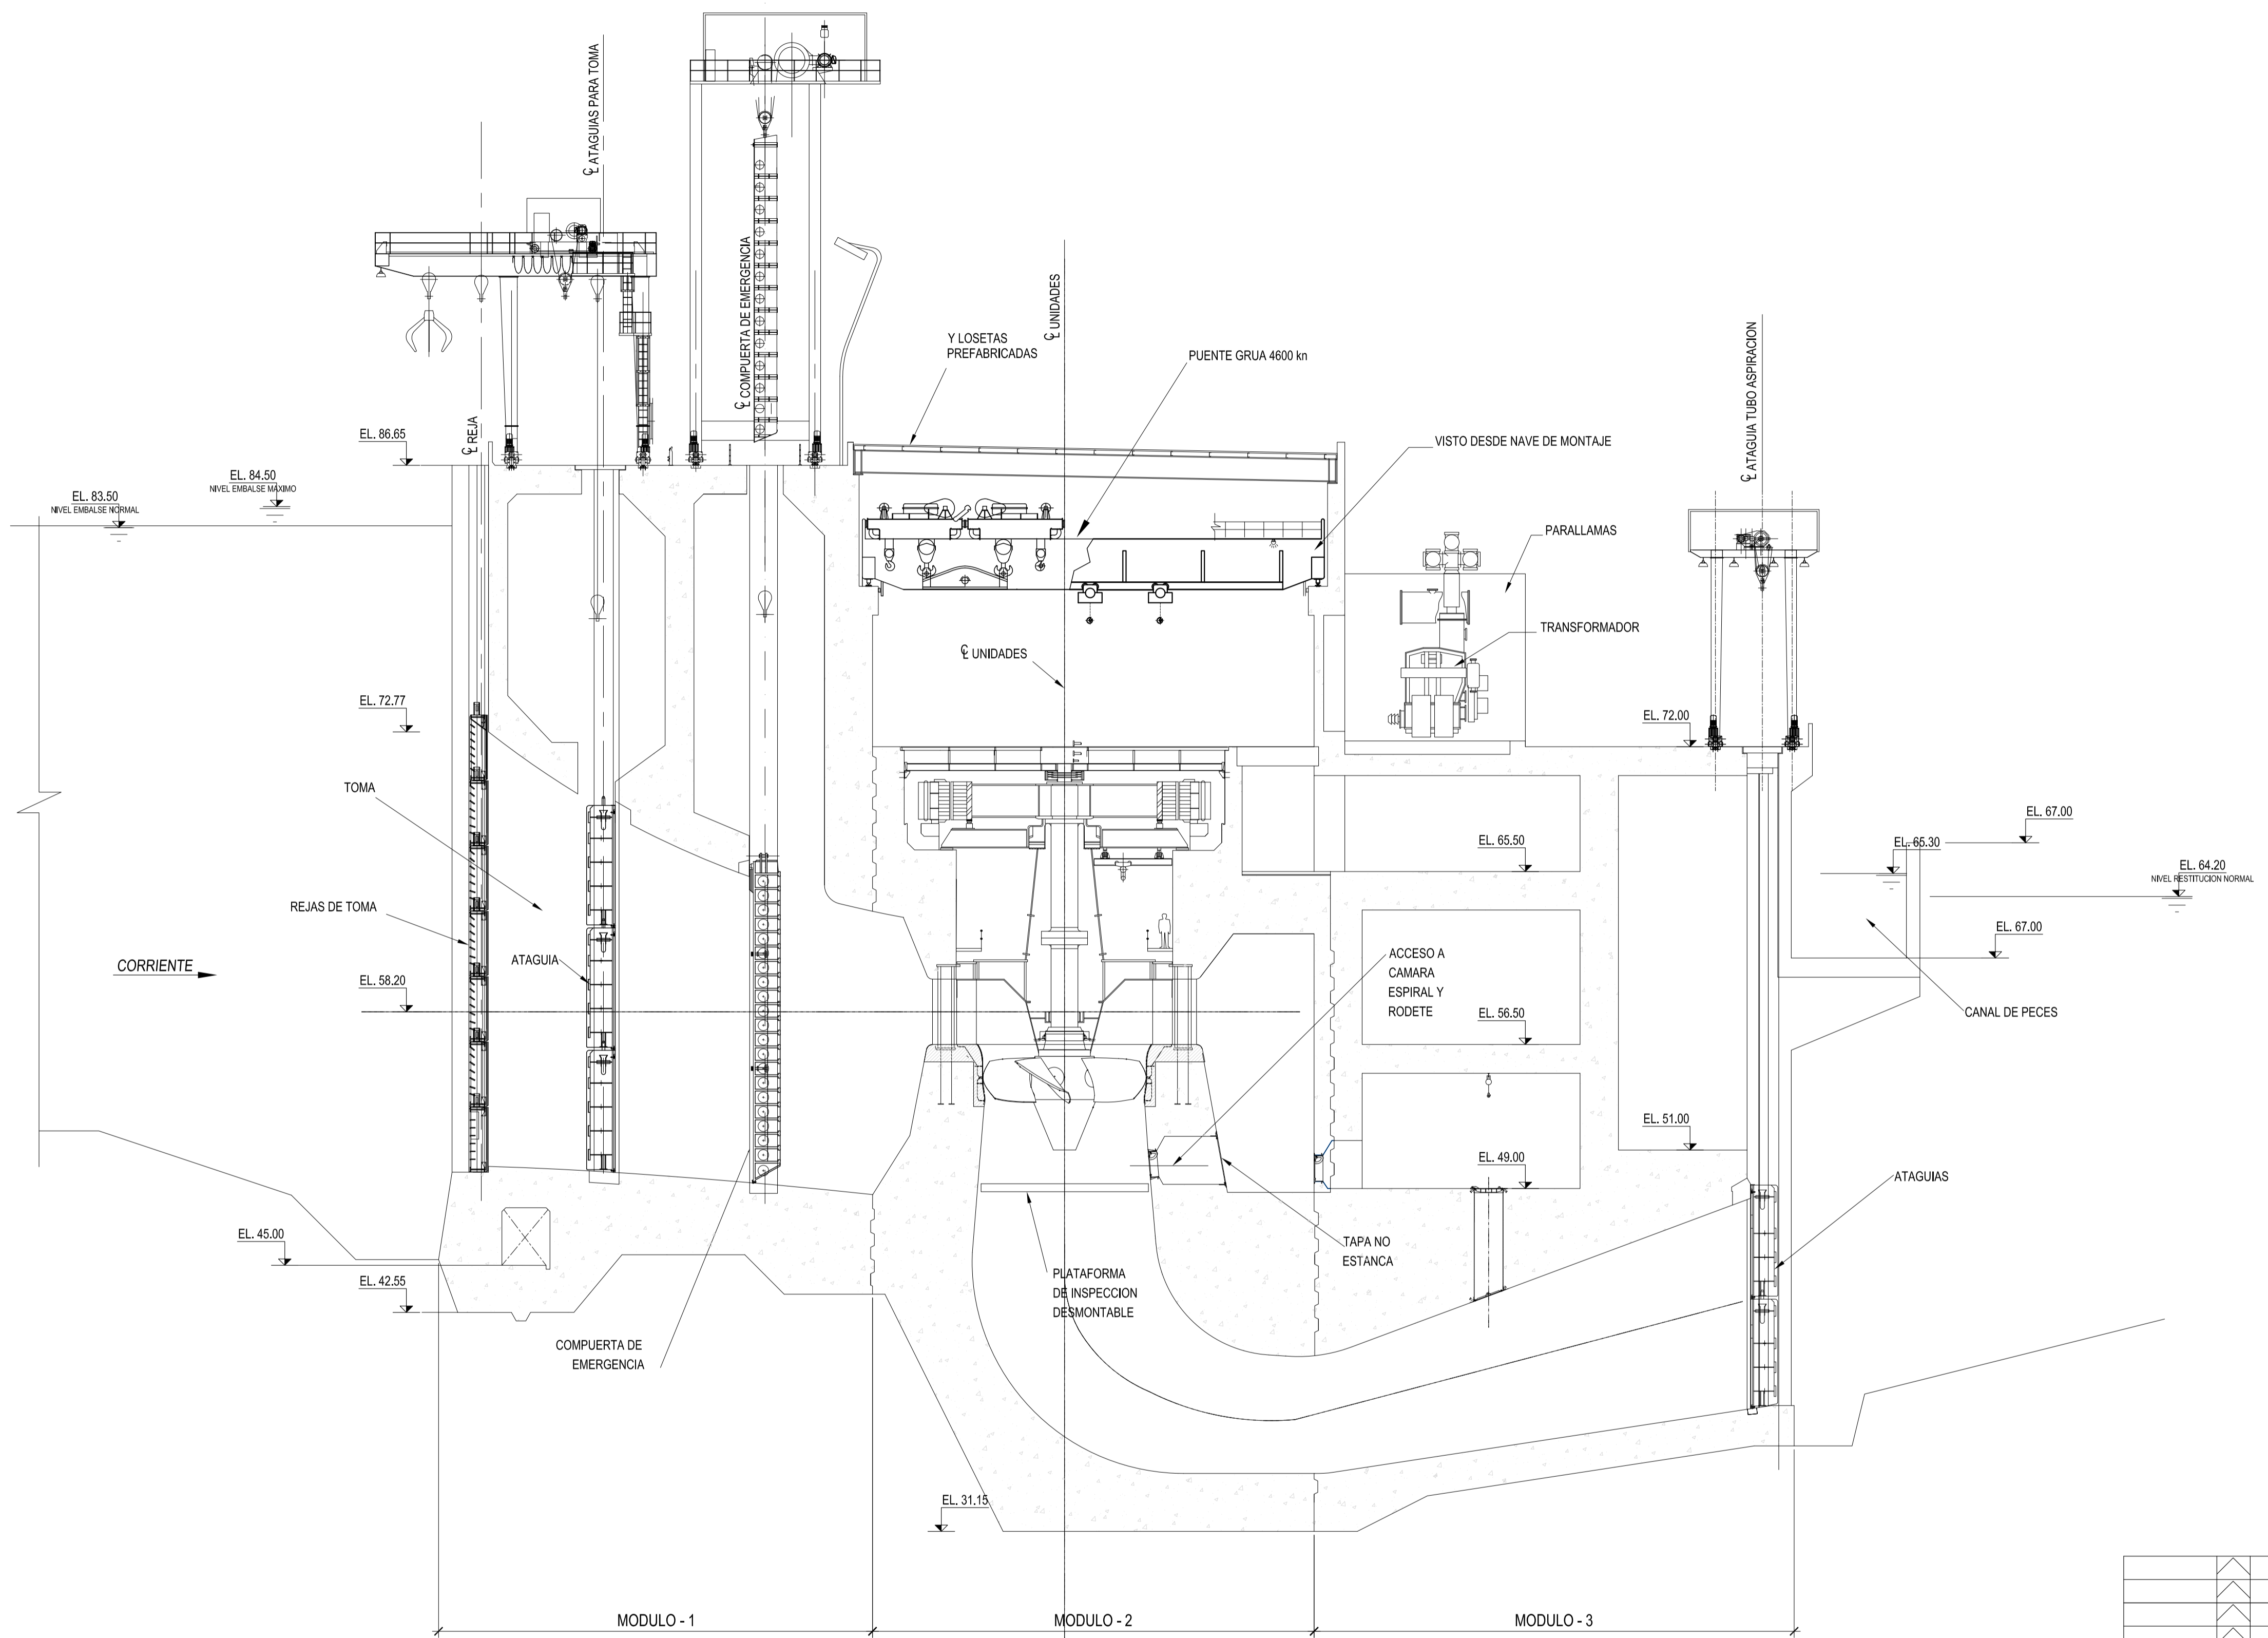 ℄ ATAGUIAS PARA TOMA
℄ COMPUERTA DE EMERGENCIA
℄ UNIDADES
Y LOSETAS
PREFABRICADAS
PUENTE GRUA 4600 kn
℄ ATAGUIA TUBO ASPIRACION
℄ REJA
EL. 86.65
VISTO DESDE NAVE DE MONTAJE
EL. 84.50
NIVEL EMBALSE MAXIMO
EL. 83.50
NIVEL EMBALSE NORMAL
PARALLAMAS
TRANSFORMADOR
℄ UNIDADES
EL. 72.77
EL. 72.00
TOMA
EL. 67.00
EL. 65.50
EL. 65.30
EL. 64.20
NIVEL RESTITUCION NORMAL
REJAS DE TOMA
EL. 67.00
ATAGUIA
CORRIENTE
ACCESO A
CAMARA
ESPIRAL Y
RODETE
EL. 58.20
EL. 56.50
CANAL DE PECES
EL. 51.00
EL. 49.00
ATAGUIAS
EL. 45.00
TAPA NO
ESTANCA
EL. 42.55
PLATAFORMA
DE INSPECCION
DESMONTABLE
COMPUERTA DE
EMERGENCIA
EL. 31.15
MODULO - 1
MODULO - 2
MODULO - 3